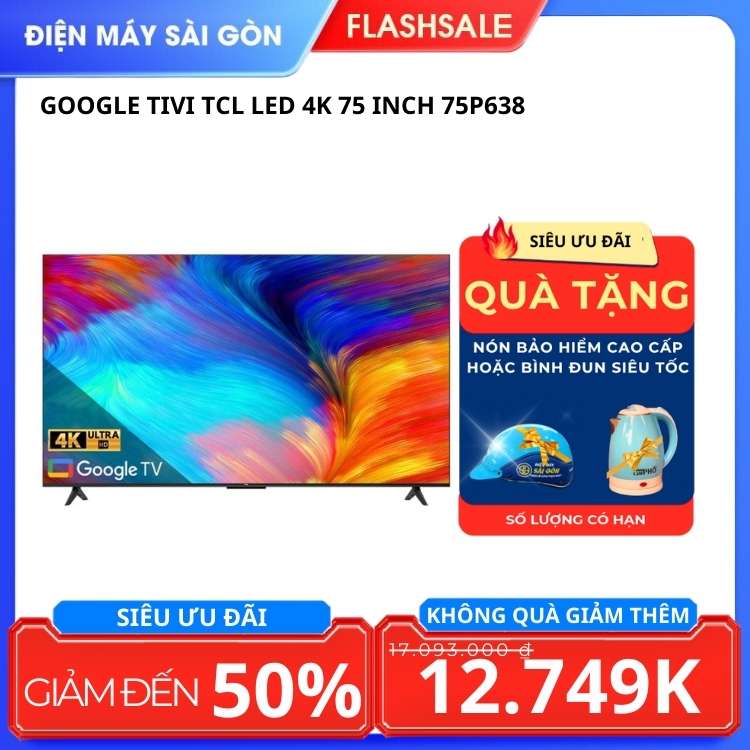 ĐIỆN MÁY SÀI GÒN
FLASHSALE
GOOGLE TIVI TCL LED 4K 75 INCH 75P638
SIÊU ƯU ĐÃI
QUÀ TẶNG
NÓN BẢO HIỂM CAO CẤP
HOẶC BÌNH ĐUN SIÊU TỐC
SÀI GÒN
4K ULTRA HD
Google TV
SỐ LƯỢNG CÓ HẠN
SIÊU ƯU ĐÃI
GIẢM ĐẾN 50%
KHÔNG QUÀ GIẢM THÊM
17.093.000 ₫
12.749K